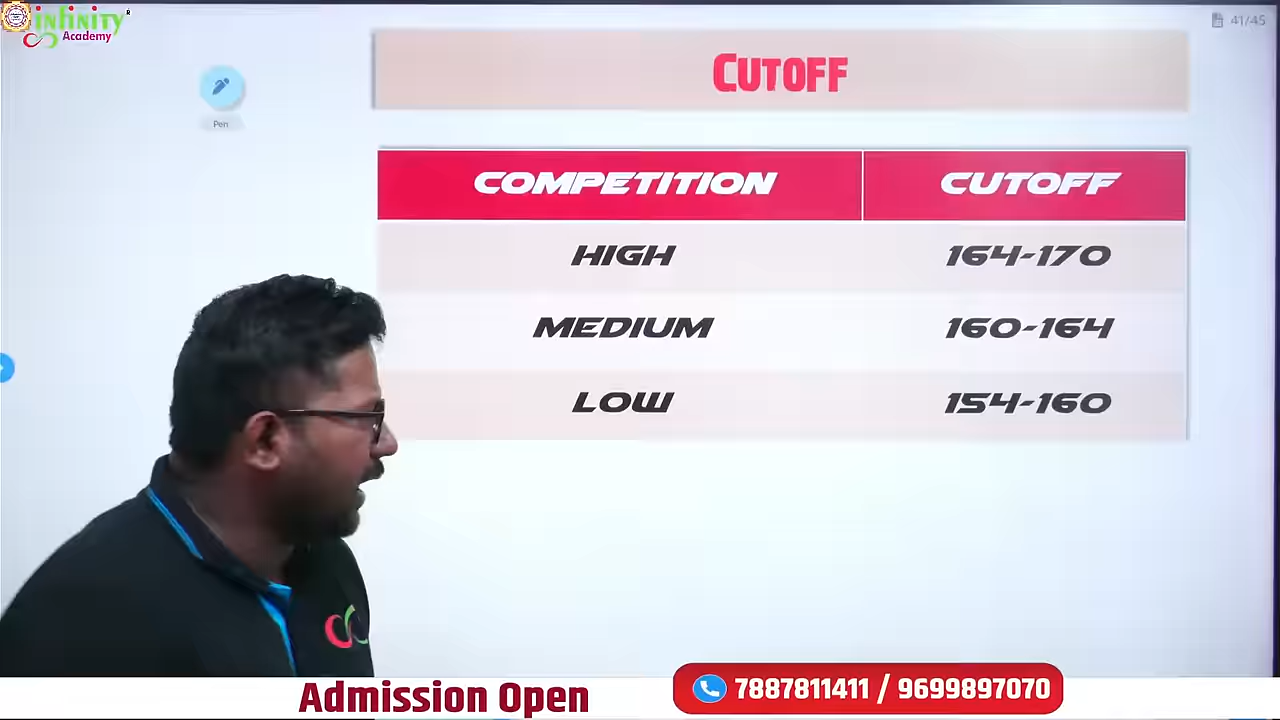 infinity
Academy
41/45
Pen
CUTOFF
COMPETITION CUTOFF
HIGH 164-170
MEDIUM 160-164
LOW 154-160
Admission Open
7887811411 / 9699897070